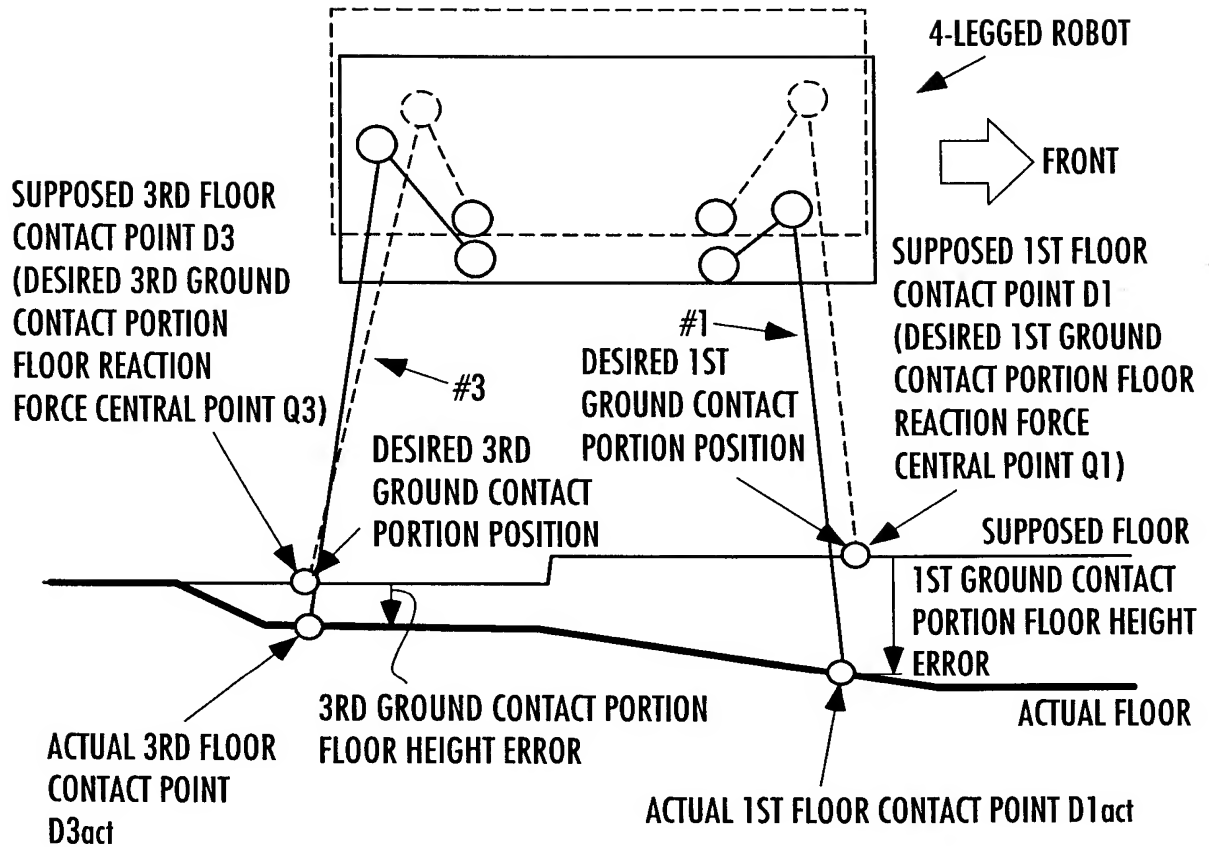 4-LEGGED ROBOT
FRONT
SUPPOSED 3RD FLOOR
CONTACT POINT D3
(DESIRED 3RD GROUND
CONTACT PORTION
FLOOR REACTION
FORCE CENTRAL POINT Q3)
SUPPOSED 1ST FLOOR
CONTACT POINT D1
(DESIRED 1ST GROUND
CONTACT PORTION FLOOR
REACTION FORCE
CENTRAL POINT Q1)
#1
#3
DESIRED 1ST
GROUND CONTACT
PORTION POSITION
DESIRED 3RD
GROUND CONTACT
PORTION POSITION
SUPPOSED FLOOR
1ST GROUND CONTACT
PORTION FLOOR HEIGHT
ERROR
ACTUAL FLOOR
3RD GROUND CONTACT PORTION
FLOOR HEIGHT ERROR
ACTUAL 3RD FLOOR
CONTACT POINT
D3act
ACTUAL 1ST FLOOR CONTACT POINT D1act